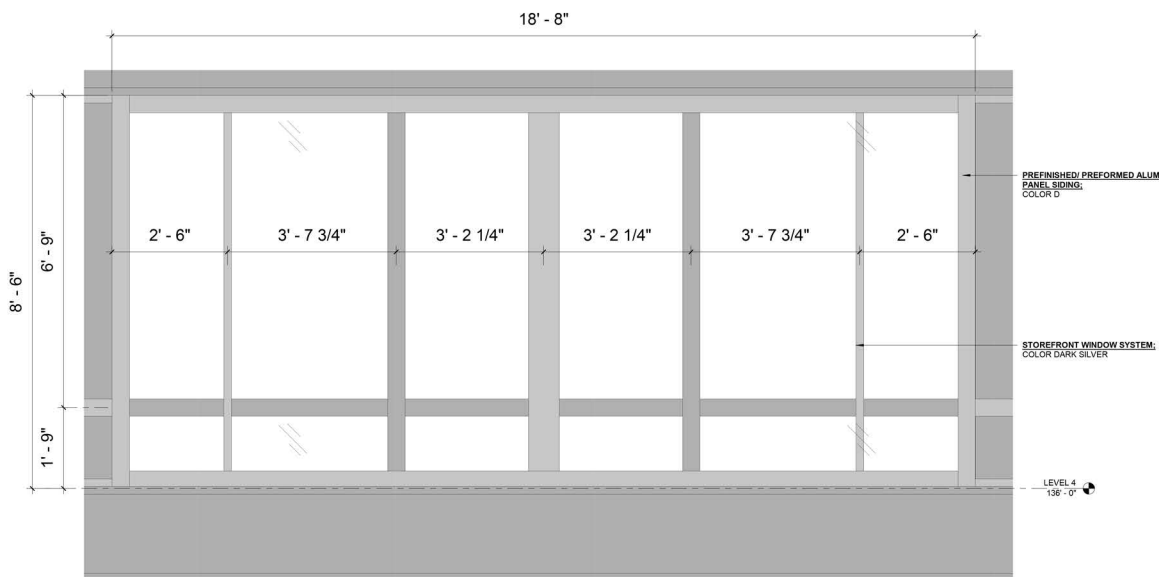 18' - 8"
8' - 6"
6' - 9"
1' - 9"
2' - 6"
3' - 7 3/4"
3' - 2 1/4"
3' - 2 1/4"
3' - 7 3/4"
2' - 6"
PREFINISHED/ PREFORMED ALUM
PANEL SIDING;
COLOR D
STOREFRONT WINDOW SYSTEM;
COLOR DARK SILVER
LEVEL 4
136' - 0"